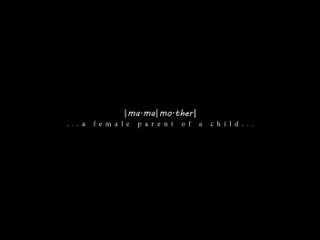 |ma·ma|mo·ther|
...a female parent of a child...